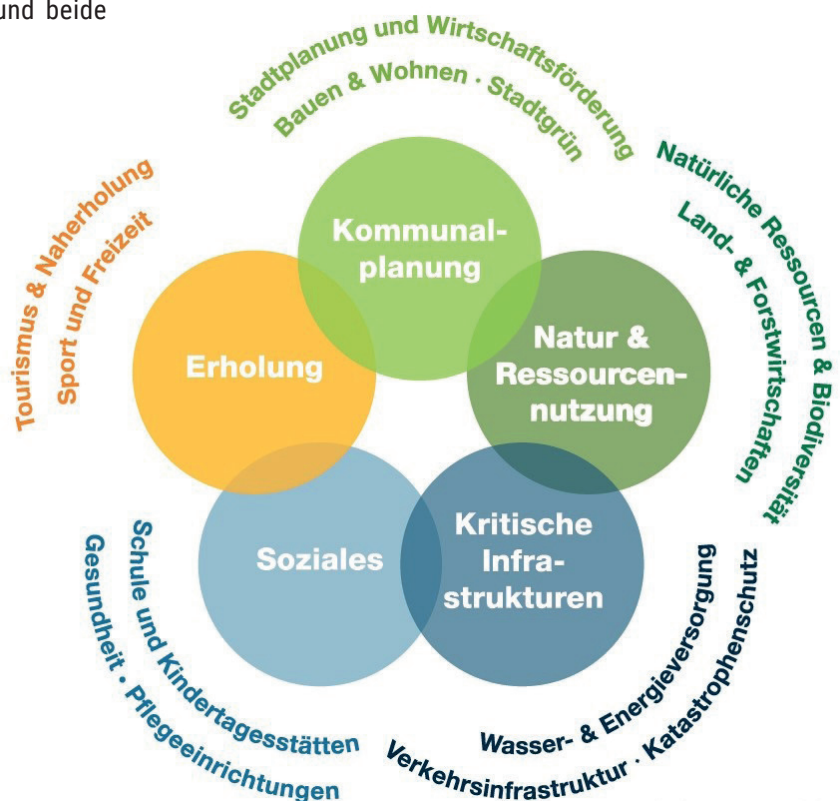 und beide
Stadtplanung und Wirtschaftsförderung
Bauen & Wohnen · Stadtgrün
Natürliche Ressourcen & Biodiversität
Land- & Forstwirtschaften
Tourismus & Naherholung
Sport und Freizeit
Kommunal-
planung
Erholung
Natur &
Ressourcen-
nutzung
Soziales
Kritische
Infra-
strukturen
Schule und Kindertagesstätten
Gesundheit · Pflegeeinrichtungen
Wasser- & Energieversorgung
Verkehrsinfrastruktur · Katastrophenschutz